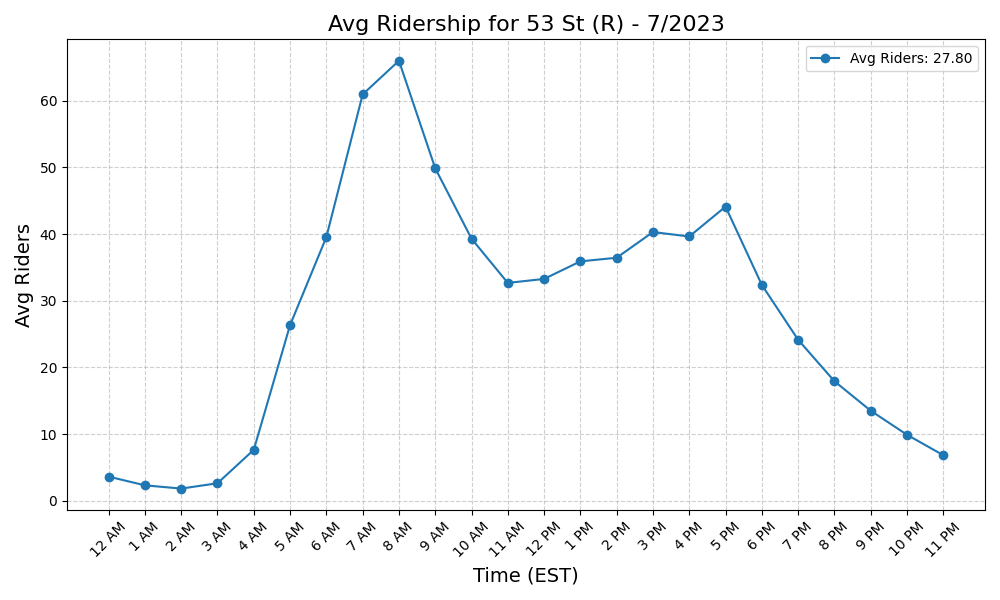 Avg Ridership for 53 St (R) - 7/2023
Avg Riders: 27.80
Avg Riders
60
50
40
30
20
10
0
12 AM
1 AM
2 AM
3 AM
4 AM
5 AM
6 AM
7 AM
8 AM
9 AM
10 AM
11 AM
12 PM
1 PM
2 PM
3 PM
4 PM
5 PM
6 PM
7 PM
8 PM
9 PM
10 PM
11 PM
Time (EST)